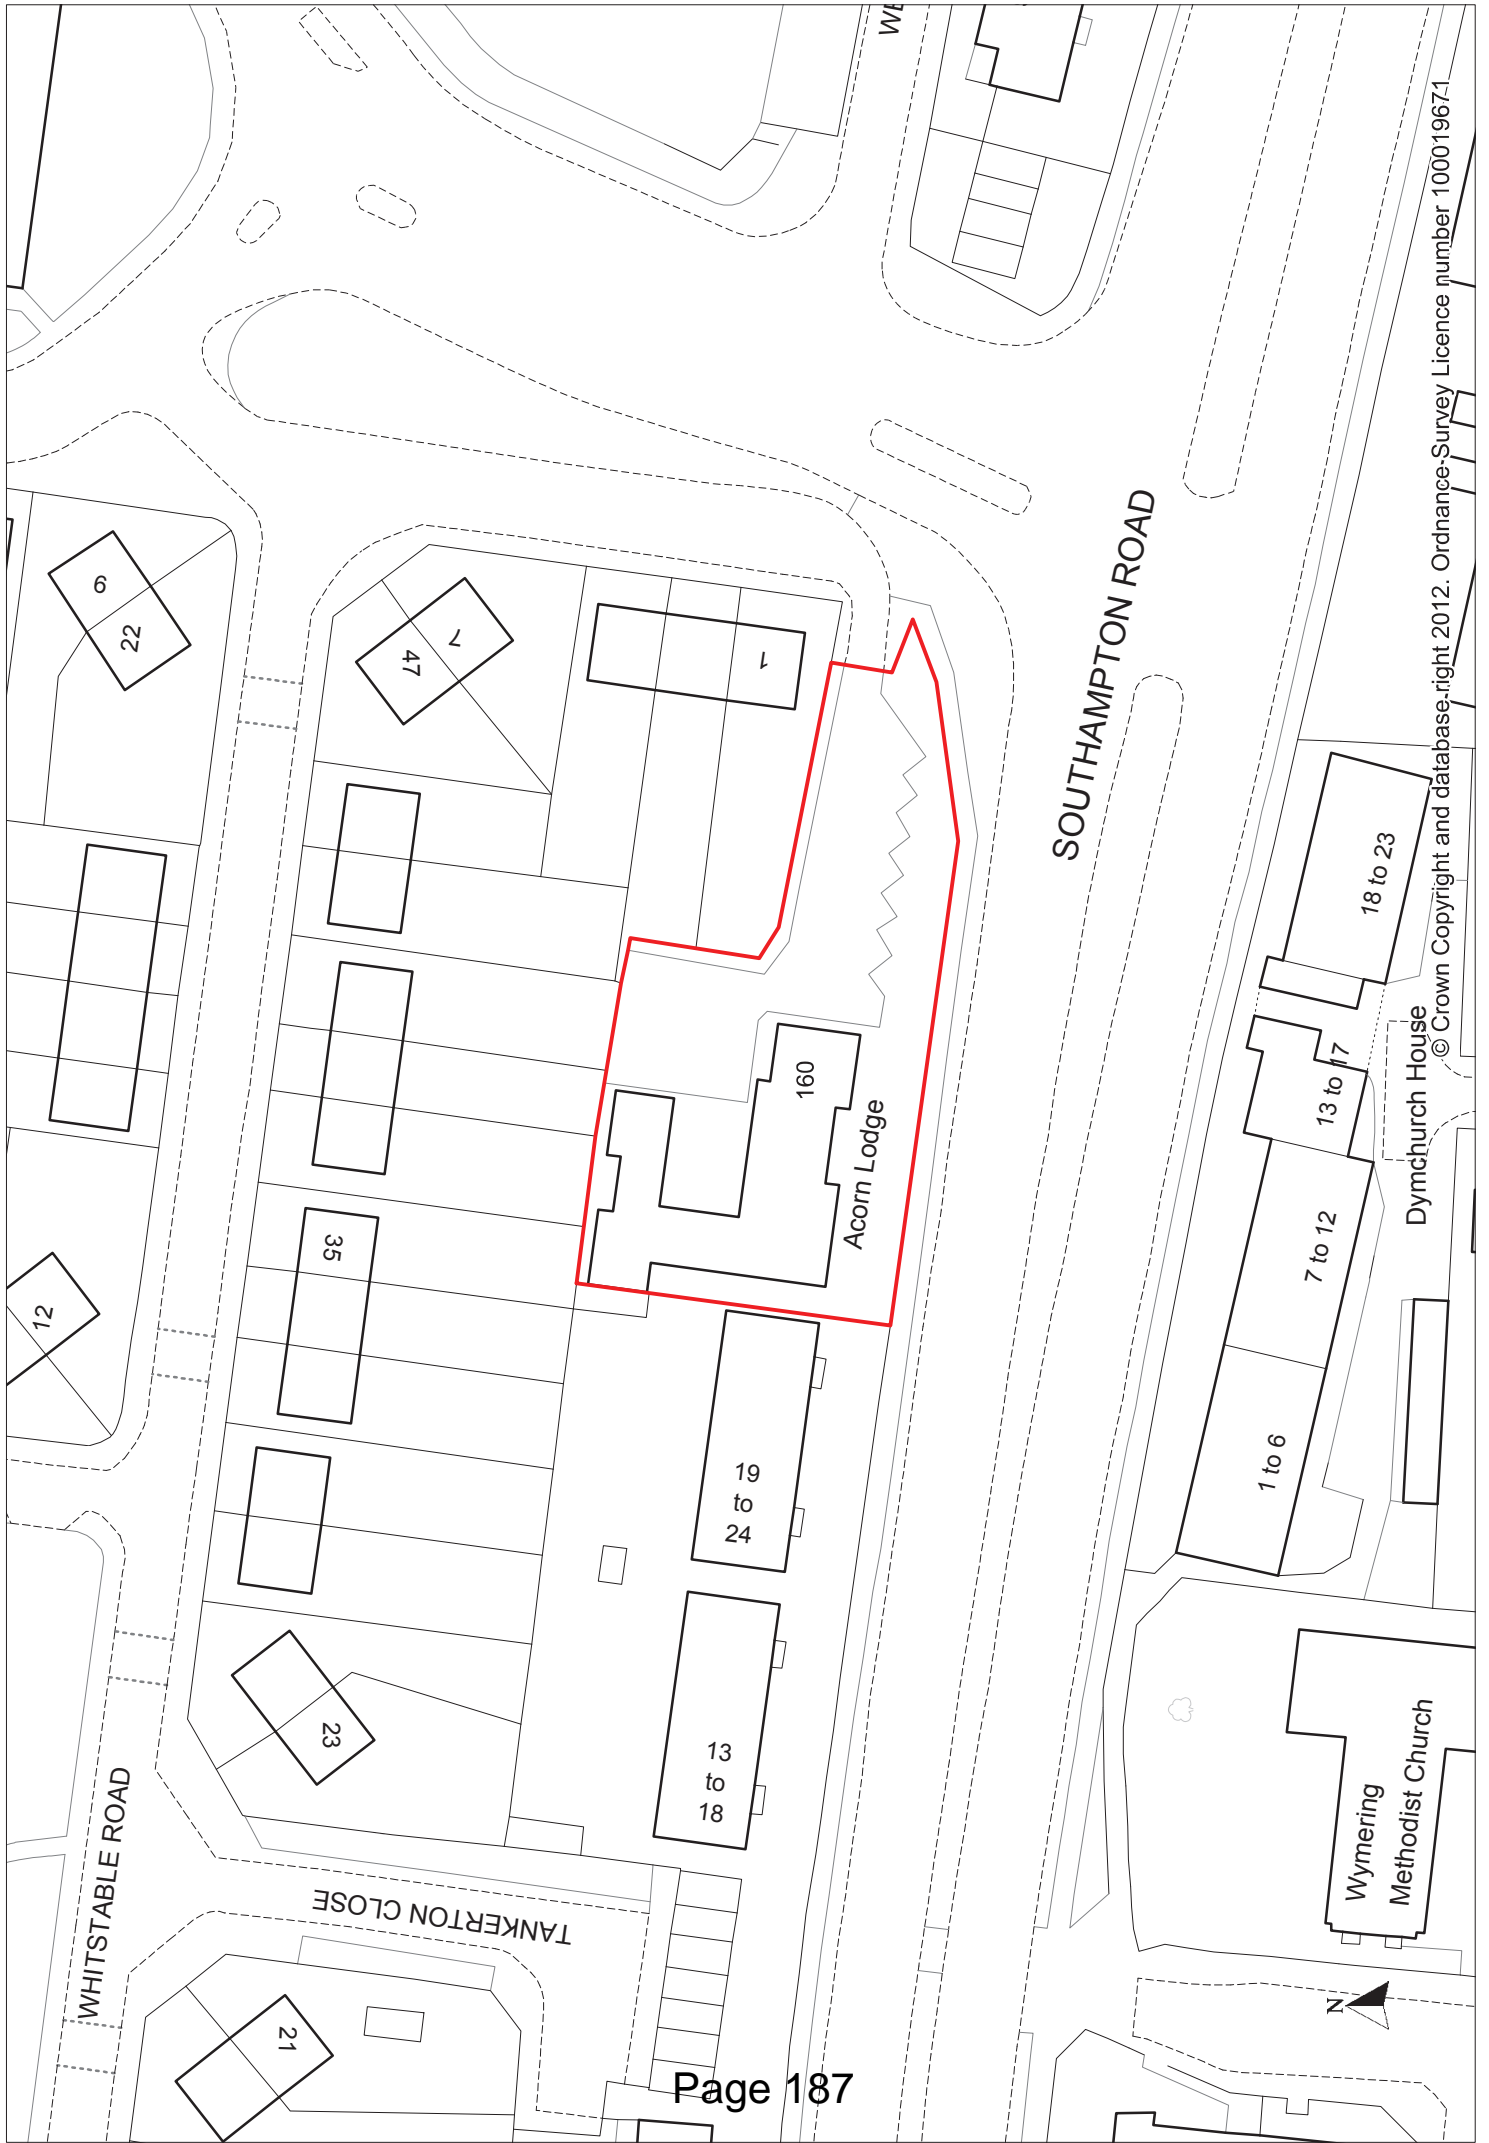 WE
© Crown Copyright and database right 2012. Ordnance Survey Licence number 100019671
SOUTHAMPTON ROAD
6
22
47
7
1
160
Acorn Lodge
18 to 23
13 to 17
Dymchurch House
7 to 12
1 to 6
12
35
19
to
24
13
to
18
23
WHITSTABLE ROAD
TANKERTON CLOSE
21
Wymering
Methodist Church
N
Page 187